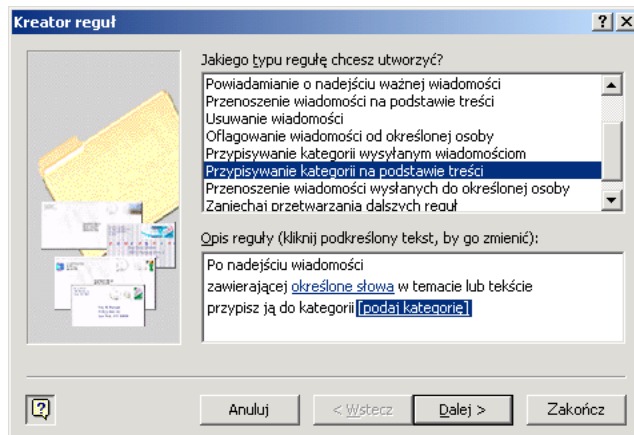 Kreator reguł
Jakiego typu regułę chcesz utworzyć?
Powiadamianie o nadejściu ważnej wiadomości
Przenoszenie wiadomości na podstawie treści
Usuwanie wiadomości
Oflagowanie wiadomości od określonej osoby
Przypisywanie kategorii wysyłanym wiadomościom
Przypisywanie kategorii na podstawie treści
Przenoszenie wiadomości wysłanych do określonej osoby
Zaniechaj przetwarzania dalszych reguł
Opis reguły (kliknij podkreślony tekst, by go zmienić):
Po nadejściu wiadomości
zawierającej określone słowa w temacie lub tekście
przypisz ją do kategorii [podaj kategorię]
Anuluj
< Wstecz
Dalej >
Zakończ